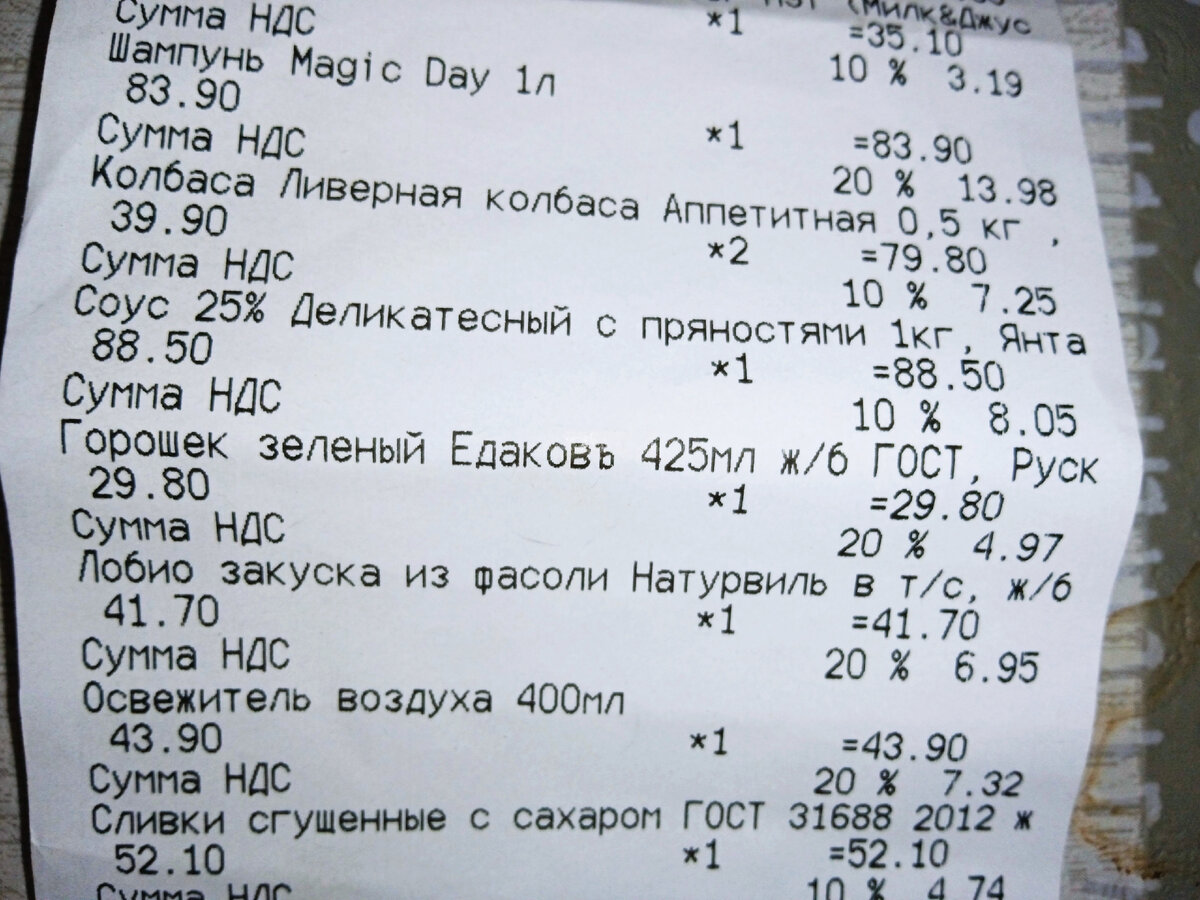 (Милк&Джус
*1 =35.10
Сумма НДС 10 % 3.19
Шампунь Magic Day 1л
83.90 *1 =83.90
Сумма НДС 20 % 13.98
Колбаса Ливерная колбаса Аппетитная 0,5 кг ,
39.90 *2 =79.80
Сумма НДС 10 % 7.25
Соус 25% Деликатесный с пряностями 1кг, Янта
88.50 *1 =88.50
Сумма НДС 10 % 8.05
Горошек зеленый Едаковъ 425мл ж/б ГОСТ, Руск
29.80 *1 =29.80
Сумма НДС 20 % 4.97
Лобио закуска из фасоли Натурвиль в т/с, ж/б
41.70 *1 =41.70
Сумма НДС 20 % 6.95
Освежитель воздуха 400мл
43.90 *1 =43.90
Сумма НДС 20 % 7.32
Сливки сгущенные с сахаром ГОСТ 31688 2012 ж
52.10 *1 =52.10
Сумма НДС 10 % 4.74